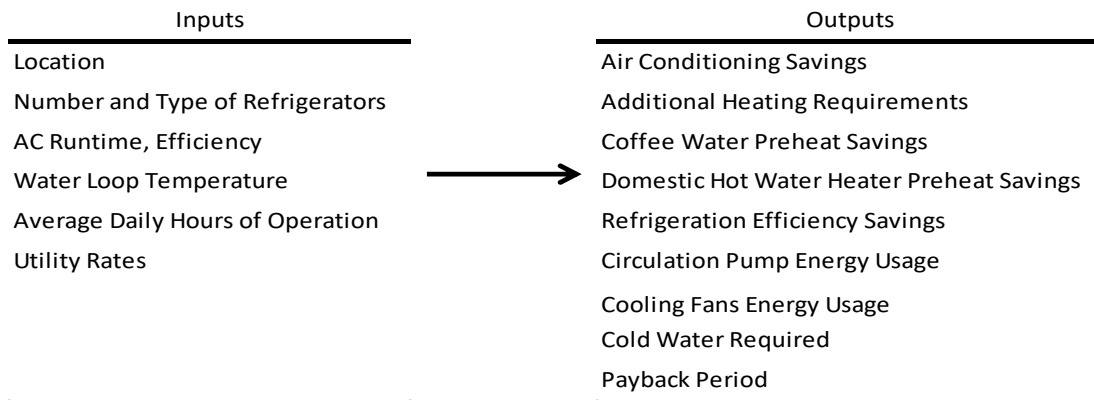 Inputs
Location
Number and Type of Refrigerators
AC Runtime, Efficiency
Water Loop Temperature
Average Daily Hours of Operation
Utility Rates
Outputs
Air Conditioning Savings
Additional Heating Requirements
Coffee Water Preheat Savings
Domestic Hot Water Heater Preheat Savings
Refrigeration Efficiency Savings
Circulation Pump Energy Usage
Cooling Fans Energy Usage
Cold Water Required
Payback Period